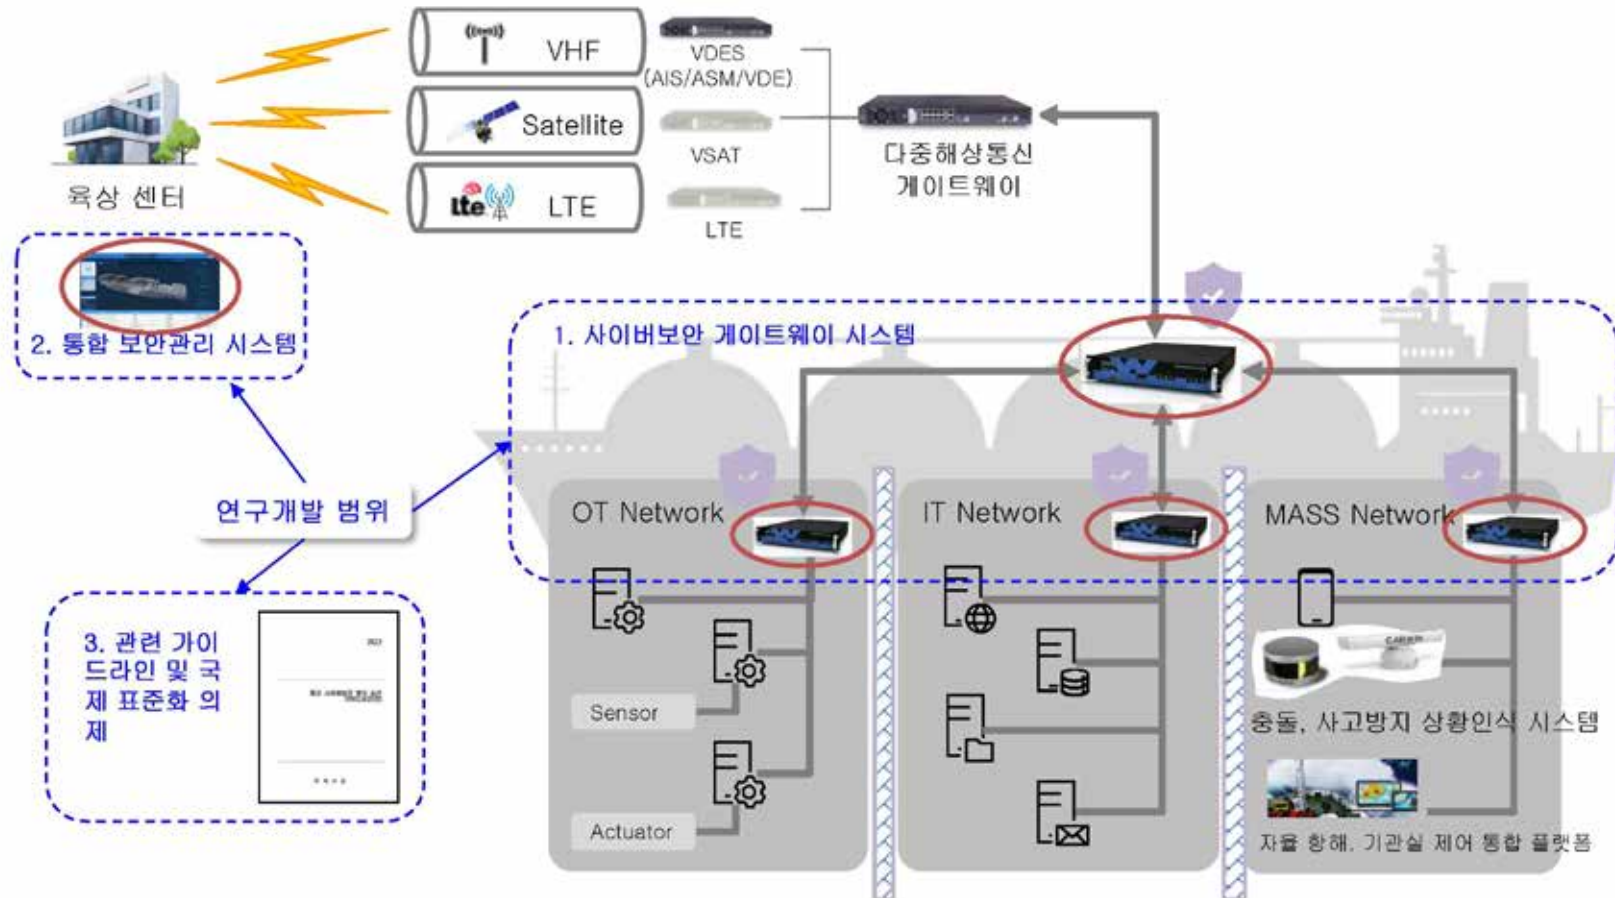 VHF
VDES
(AIS/ASM/VDE)
Satellite
VSAT
Lte
LTE
LTE
육상 센터
다중해상통신
게이트웨이
2. 통합 보안관리 시스템
1. 사이버보안 게이트웨이 시스템
연구개발 범위
3. 관련 가이
드라인 및 국
제 표준화 의
제
OT Network
Sensor
Actuator
IT Network
MASS Network
충돌, 사고방지 상황인식 시스템
자율 항해, 기관실 제어 통합 플랫폼